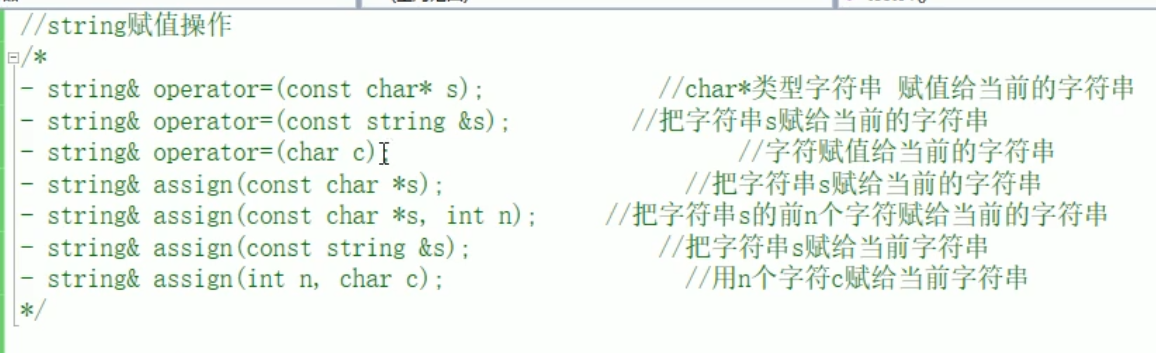 //string赋值操作
/*
- string& operator=(const char* s); //char*类型字符串 赋值给当前的字符串
- string& operator=(const string &s); //把字符串s赋给当前的字符串
- string& operator=(char c) //字符赋值给当前的字符串
- string& assign(const char *s); //把字符串s赋给当前的字符串
- string& assign(const char *s, int n); //把字符串s的前n个字符赋给当前的字符串
- string& assign(const string &s); //把字符串s赋给当前字符串
- string& assign(int n, char c); //用n个字符c赋给当前字符串
*/